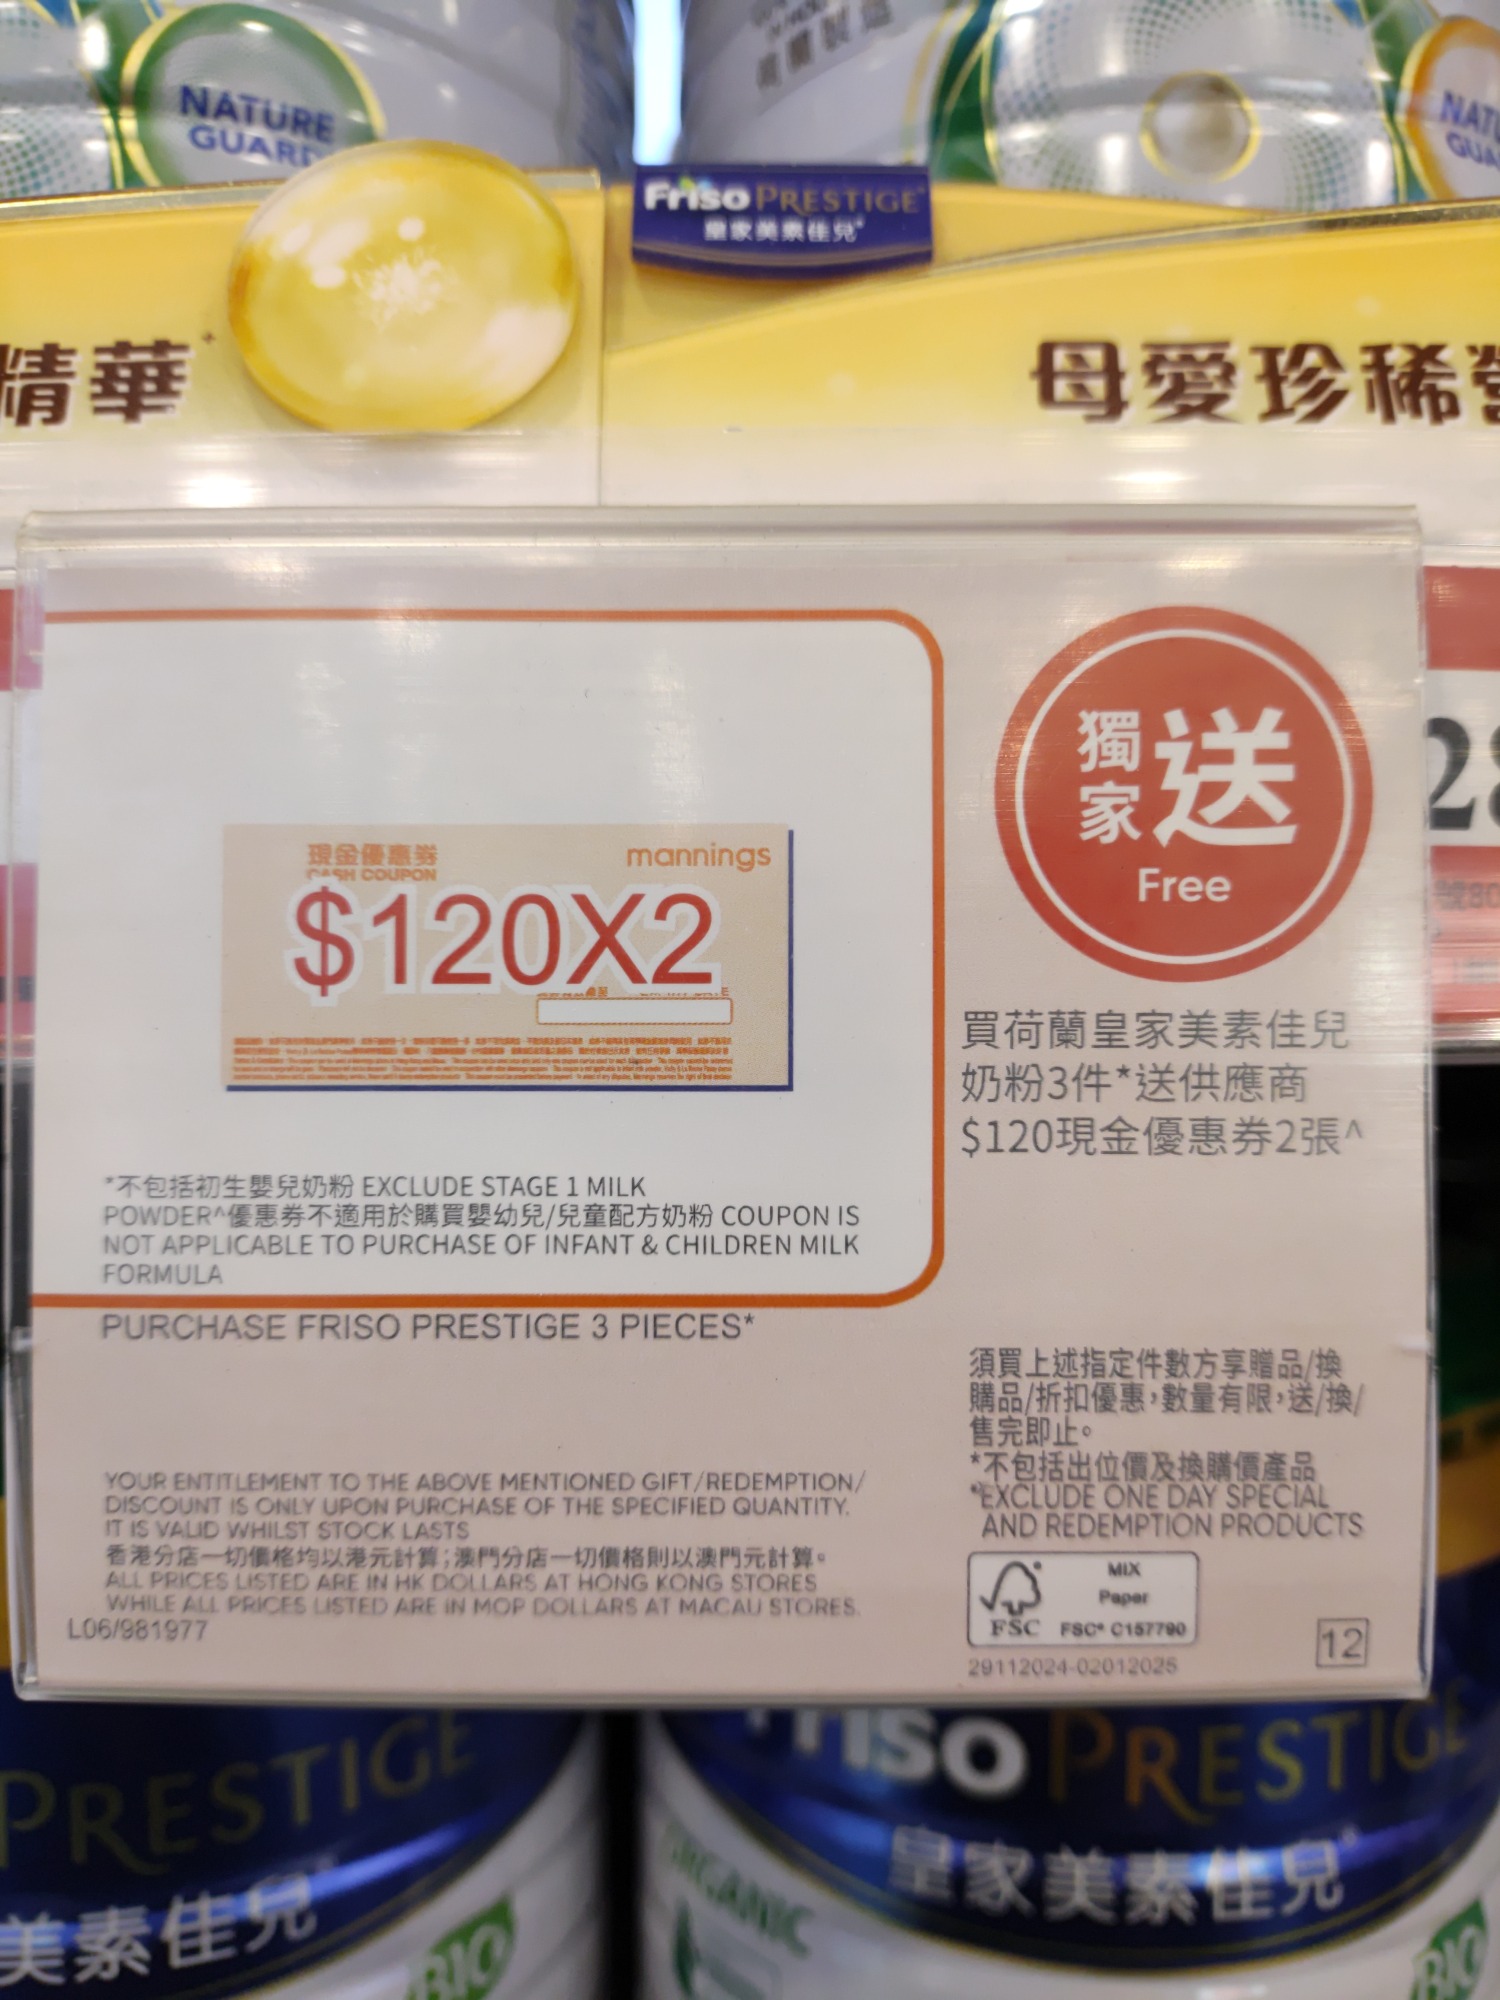 NATURE
GUARD
荷蘭製造
NATU
GUA
Friso PRESTIGE
皇家美素佳兒
精華
母愛珍稀
獨家 送
Free
現金優惠券
CASH COUPON
mannings
$120X2
買荷蘭皇家美素佳兒
奶粉3件*送供應商
$120現金優惠券2張^
*不包括初生嬰兒奶粉 EXCLUDE STAGE 1 MILK
POWDER^優惠券不適用於購買嬰幼兒/兒童配方奶粉 COUPON IS
NOT APPLICABLE TO PURCHASE OF INFANT & CHILDREN MILK
FORMULA
PURCHASE FRISO PRESTIGE 3 PIECES*
須買上述指定件數方享贈品/換
購品/折扣優惠，數量有限，送/換/
售完即止。
*不包括出位價及換購價產品
*EXCLUDE ONE DAY SPECIAL
AND REDEMPTION PRODUCTS
YOUR ENTITLEMENT TO THE ABOVE MENTIONED GIFT/REDEMPTION/
DISCOUNT IS ONLY UPON PURCHASE OF THE SPECIFIED QUANTITY.
IT IS VALID WHILST STOCK LASTS
香港分店一切價格均以港元計算；澳門分店一切價格則以澳門元計算。
ALL PRICES LISTED ARE IN HK DOLLARS AT HONG KONG STORES
WHILE ALL PRICES LISTED ARE IN MOP DOLLARS AT MACAU STORES.
L06/981977
FSC
MIX
Paper
FSC® C157790
29112024-02012025
12
28
PRESTIGE
美素佳兒
BIO
Friso PRESTIGE
皇家美素佳兒
ORGANIC
BIO